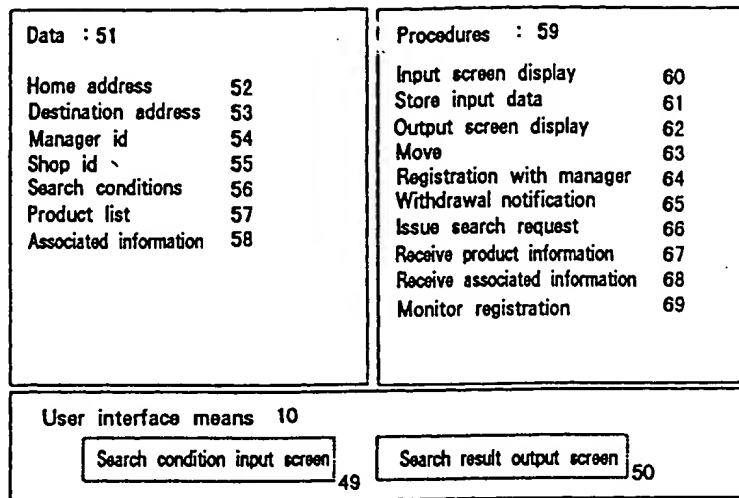 Data : 51
Home address 52
Destination address 53
Manager id 54
Shop id 55
Search conditions 56
Product list 57
Associated information 58
Procedures : 59
Input screen display 60
Store input data 61
Output screen display 62
Move 63
Registration with manager 64
Withdrawal notification 65
Issue search request 66
Receive product information 67
Receive associated information 68
Monitor registration 69
User interface means 10
Search condition input screen 49
Search result output screen 50